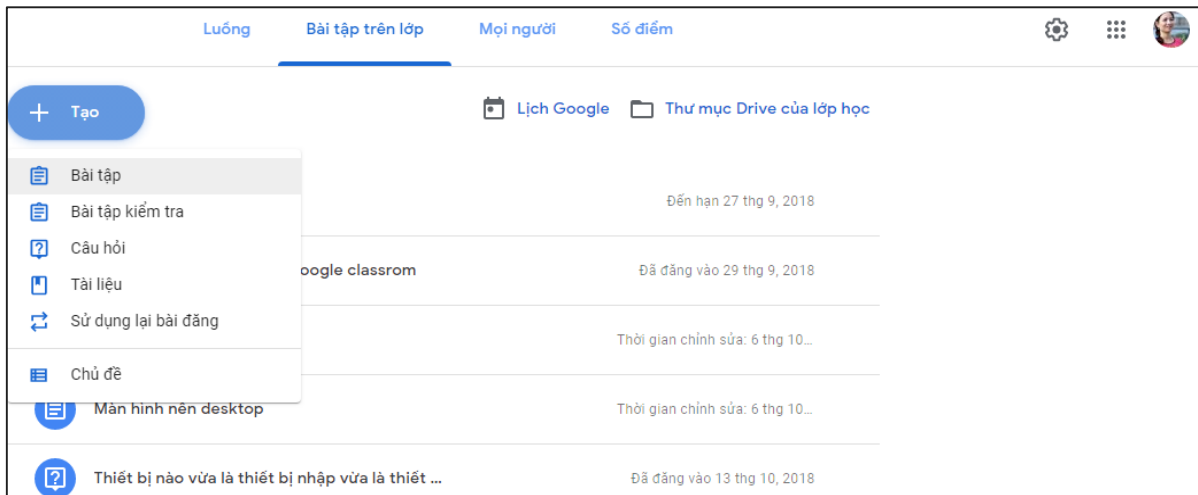 Luồng Bài tập trên lớp Mọi người Số điểm
+ Tạo
Lịch Google Thư mục Drive của lớp học
Bài tập
Bài tập kiểm tra
Câu hỏi
Tài liệu
Sử dụng lại bài đăng
Chủ đề
Đến hạn 27 thg 9, 2018
oogle classrom Đã đăng vào 29 thg 9, 2018
Thời gian chỉnh sửa: 6 thg 10...
Màn hình nền desktop Thời gian chỉnh sửa: 6 thg 10...
Thiết bị nào vừa là thiết bị nhập vừa là thiết ... Đã đăng vào 13 thg 10, 2018